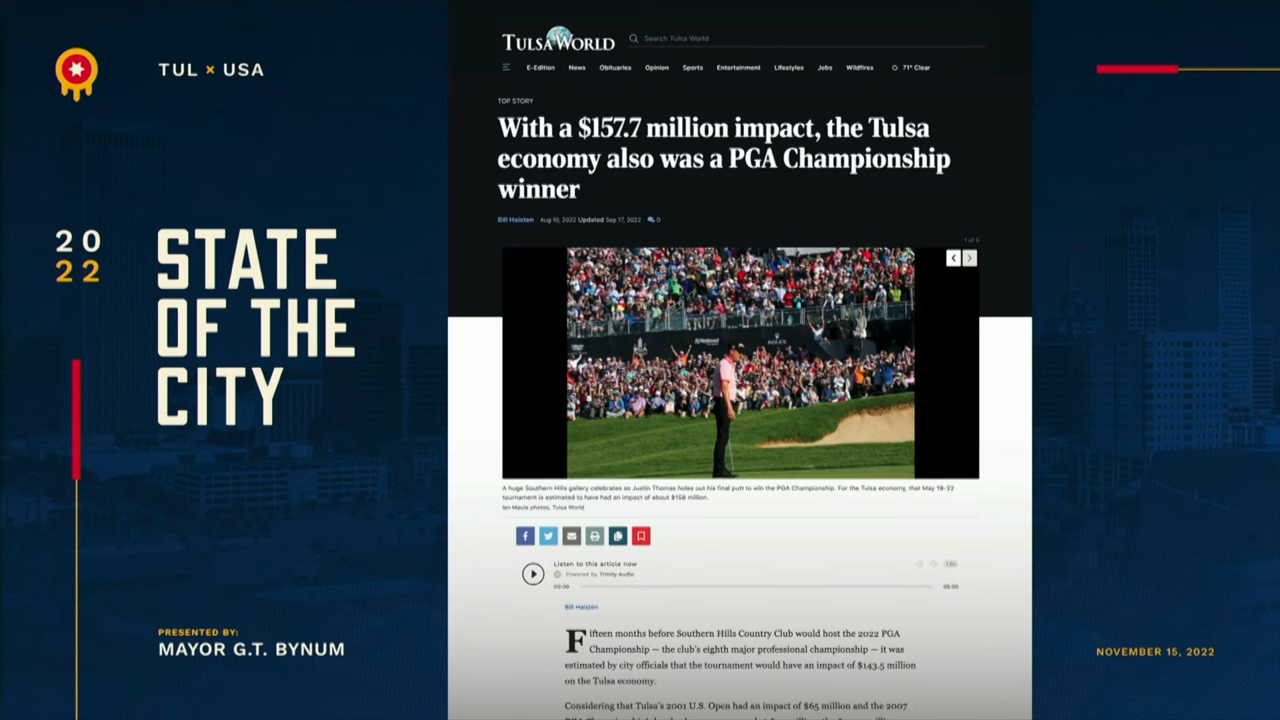 TUL × USA
20
22
STATE
OF THE
CITY
PRESENTED BY:
MAYOR G.T. BYNUM
TULSA WORLD
Search Tulsa World
E-Edition News Obituaries Opinion Sports Entertainment Lifestyles Jobs Wildfires 71° Clear
TOP STORY
With a $157.7 million impact, the Tulsa
economy also was a PGA Championship
winner
Bill Haisten Aug 10, 2022 Updated Sep 17, 2022 0
1 of 5
ROLEX
A huge Southern Hills gallery celebrates as Justin Thomas holes out his final putt to win the PGA Championship. For the Tulsa economy, that May 19-22
tournament is estimated to have had an impact of about $158 million.
Ian Maule photos, Tulsa World
Listen to this article now
Powered by Trinity Audio
00:00
05:00
Bill Haisten
Fifteen months before Southern Hills Country Club would host the 2022 PGA
Championship — the club's eighth major professional championship — it was
estimated by city officials that the tournament would have an impact of $143.5 million
on the Tulsa economy.
Considering that Tulsa's 2001 U.S. Open had an impact of $65 million and the 2007
NOVEMBER 15, 2022